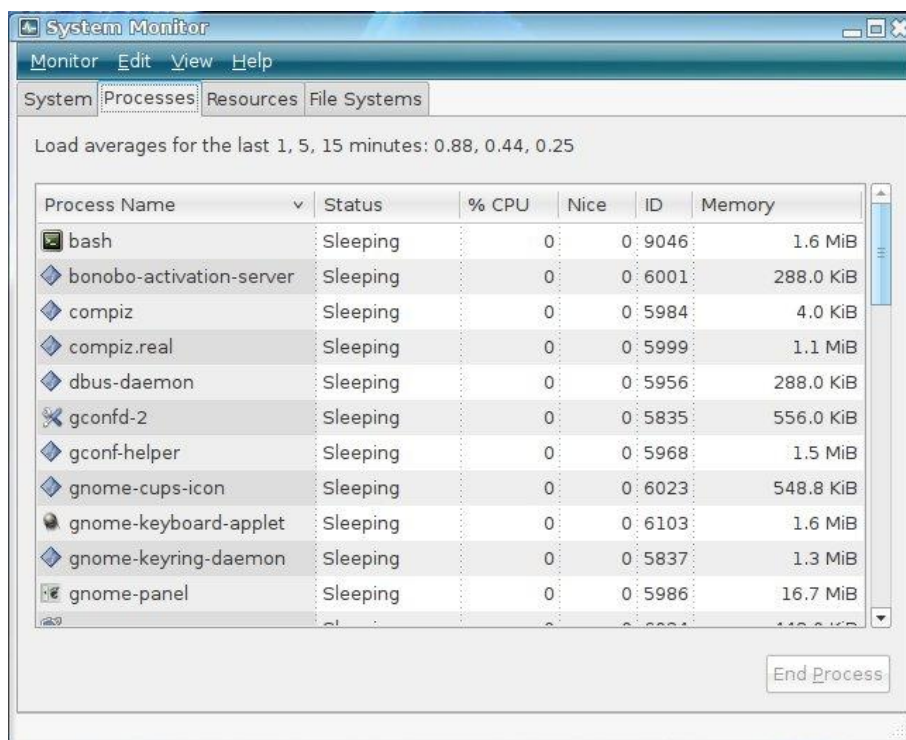 System Monitor
Monitor Edit View Help
System Processes Resources File Systems
Load averages for the last 1, 5, 15 minutes: 0.88, 0.44, 0.25
Process Name Status % CPU Nice ID Memory
bash Sleeping 0 0 9046 1.6 MiB
bonobo-activation-server Sleeping 0 0 6001 288.0 KiB
compiz Sleeping 0 0 5984 4.0 KiB
compiz.real Sleeping 0 0 5999 1.1 MiB
dbus-daemon Sleeping 0 0 5956 288.0 KiB
gconfd-2 Sleeping 0 0 5835 556.0 KiB
gconf-helper Sleeping 0 0 5968 1.5 MiB
gnome-cups-icon Sleeping 0 0 6023 548.8 KiB
gnome-keyboard-applet Sleeping 0 0 6103 1.6 MiB
gnome-keyring-daemon Sleeping 0 0 5837 1.3 MiB
gnome-panel Sleeping 0 0 5986 16.7 MiB
End Process